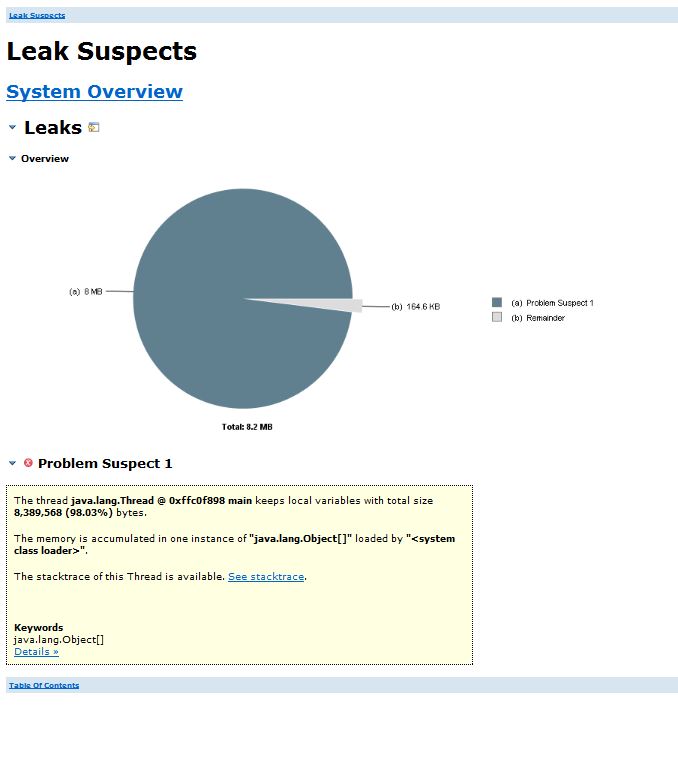 Leak Suspects
Leak Suspects
System Overview
Leaks
Overview
(a) 8 MB
(b) 164.6 KB
(a) Problem Suspect 1
(b) Remainder
Total: 8.2 MB
Problem Suspect 1
The thread java.lang.Thread @ 0xffc0f898 main keeps local variables with total size
8,389,568 (98.03%) bytes.
The memory is accumulated in one instance of "java.lang.Object[]" loaded by "<system
class loader>".
The stacktrace of this Thread is available. See stacktrace.
Keywords
java.lang.Object[]
Details »
Table Of Contents